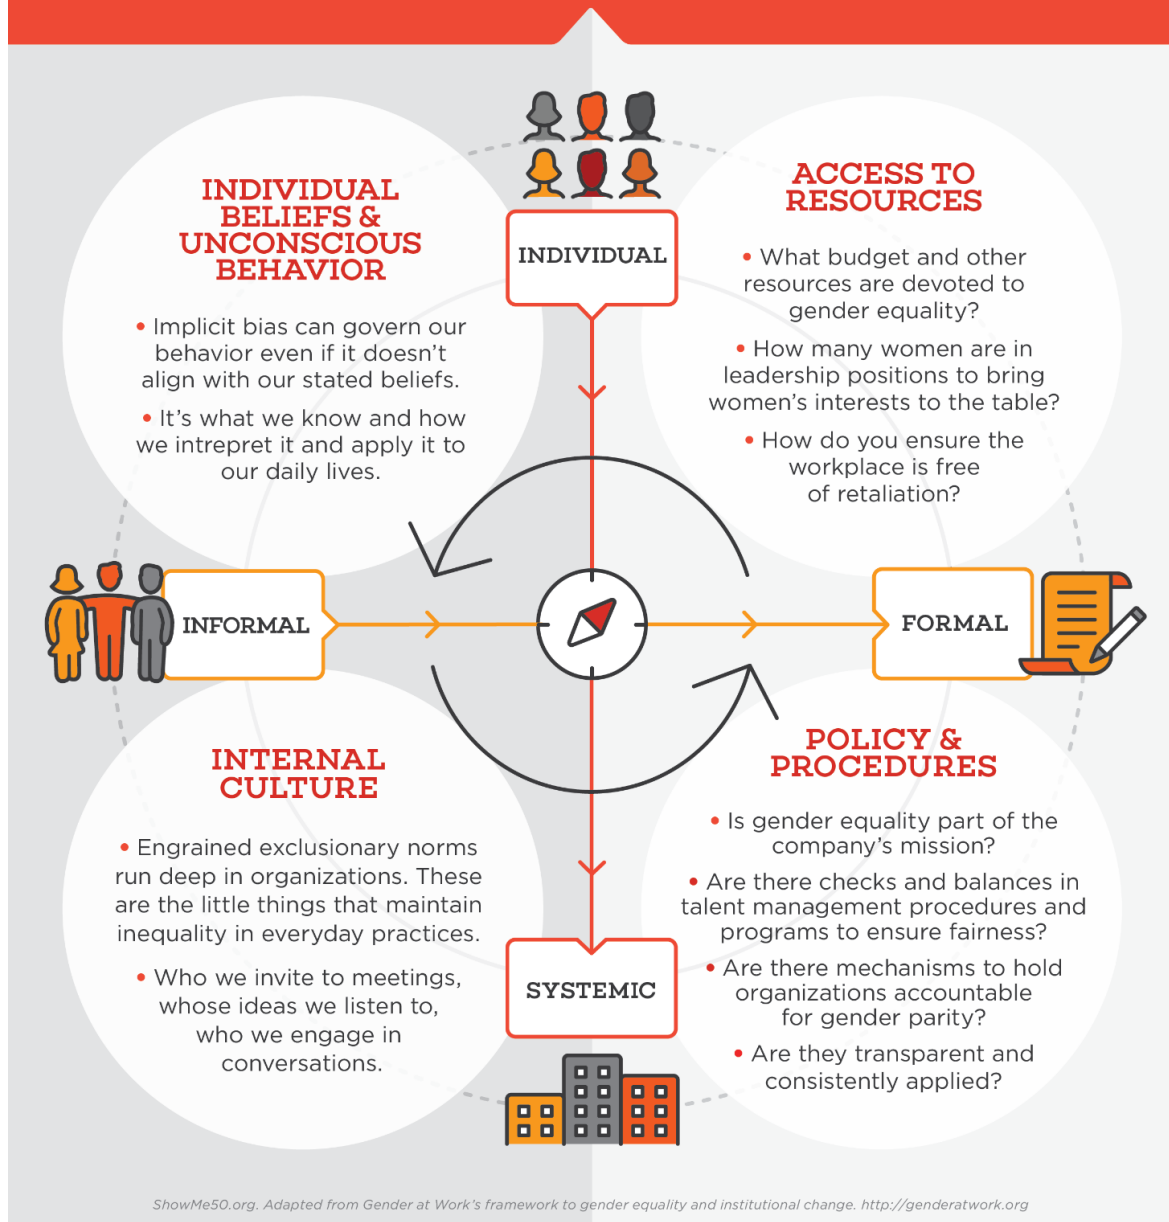 INDIVIDUAL
BELIEFS &
UNCONSCIOUS
BEHAVIOR
• Implicit bias can govern our
behavior even if it doesn't
align with our stated beliefs.
• It's what we know and how
we intrepret it and apply it to
our daily lives.
INDIVIDUAL
ACCESS TO
RESOURCES
• What budget and other
resources are devoted to
gender equality?
• How many women are in
leadership positions to bring
women's interests to the table?
• How do you ensure the
workplace is free
of retaliation?
INFORMAL
FORMAL
INTERNAL
CULTURE
• Engrained exclusionary norms
run deep in organizations. These
are the little things that maintain
inequality in everyday practices.
• Who we invite to meetings,
whose ideas we listen to,
who we engage in
conversations.
SYSTEMIC
POLICY &
PROCEDURES
• Is gender equality part of the
company's mission?
• Are there checks and balances in
talent management procedures and
programs to ensure fairness?
• Are there mechanisms to hold
organizations accountable
for gender parity?
• Are they transparent and
consistently applied?
ShowMe50.org. Adapted from Gender at Work's framework to gender equality and institutional change. http://genderatwork.org